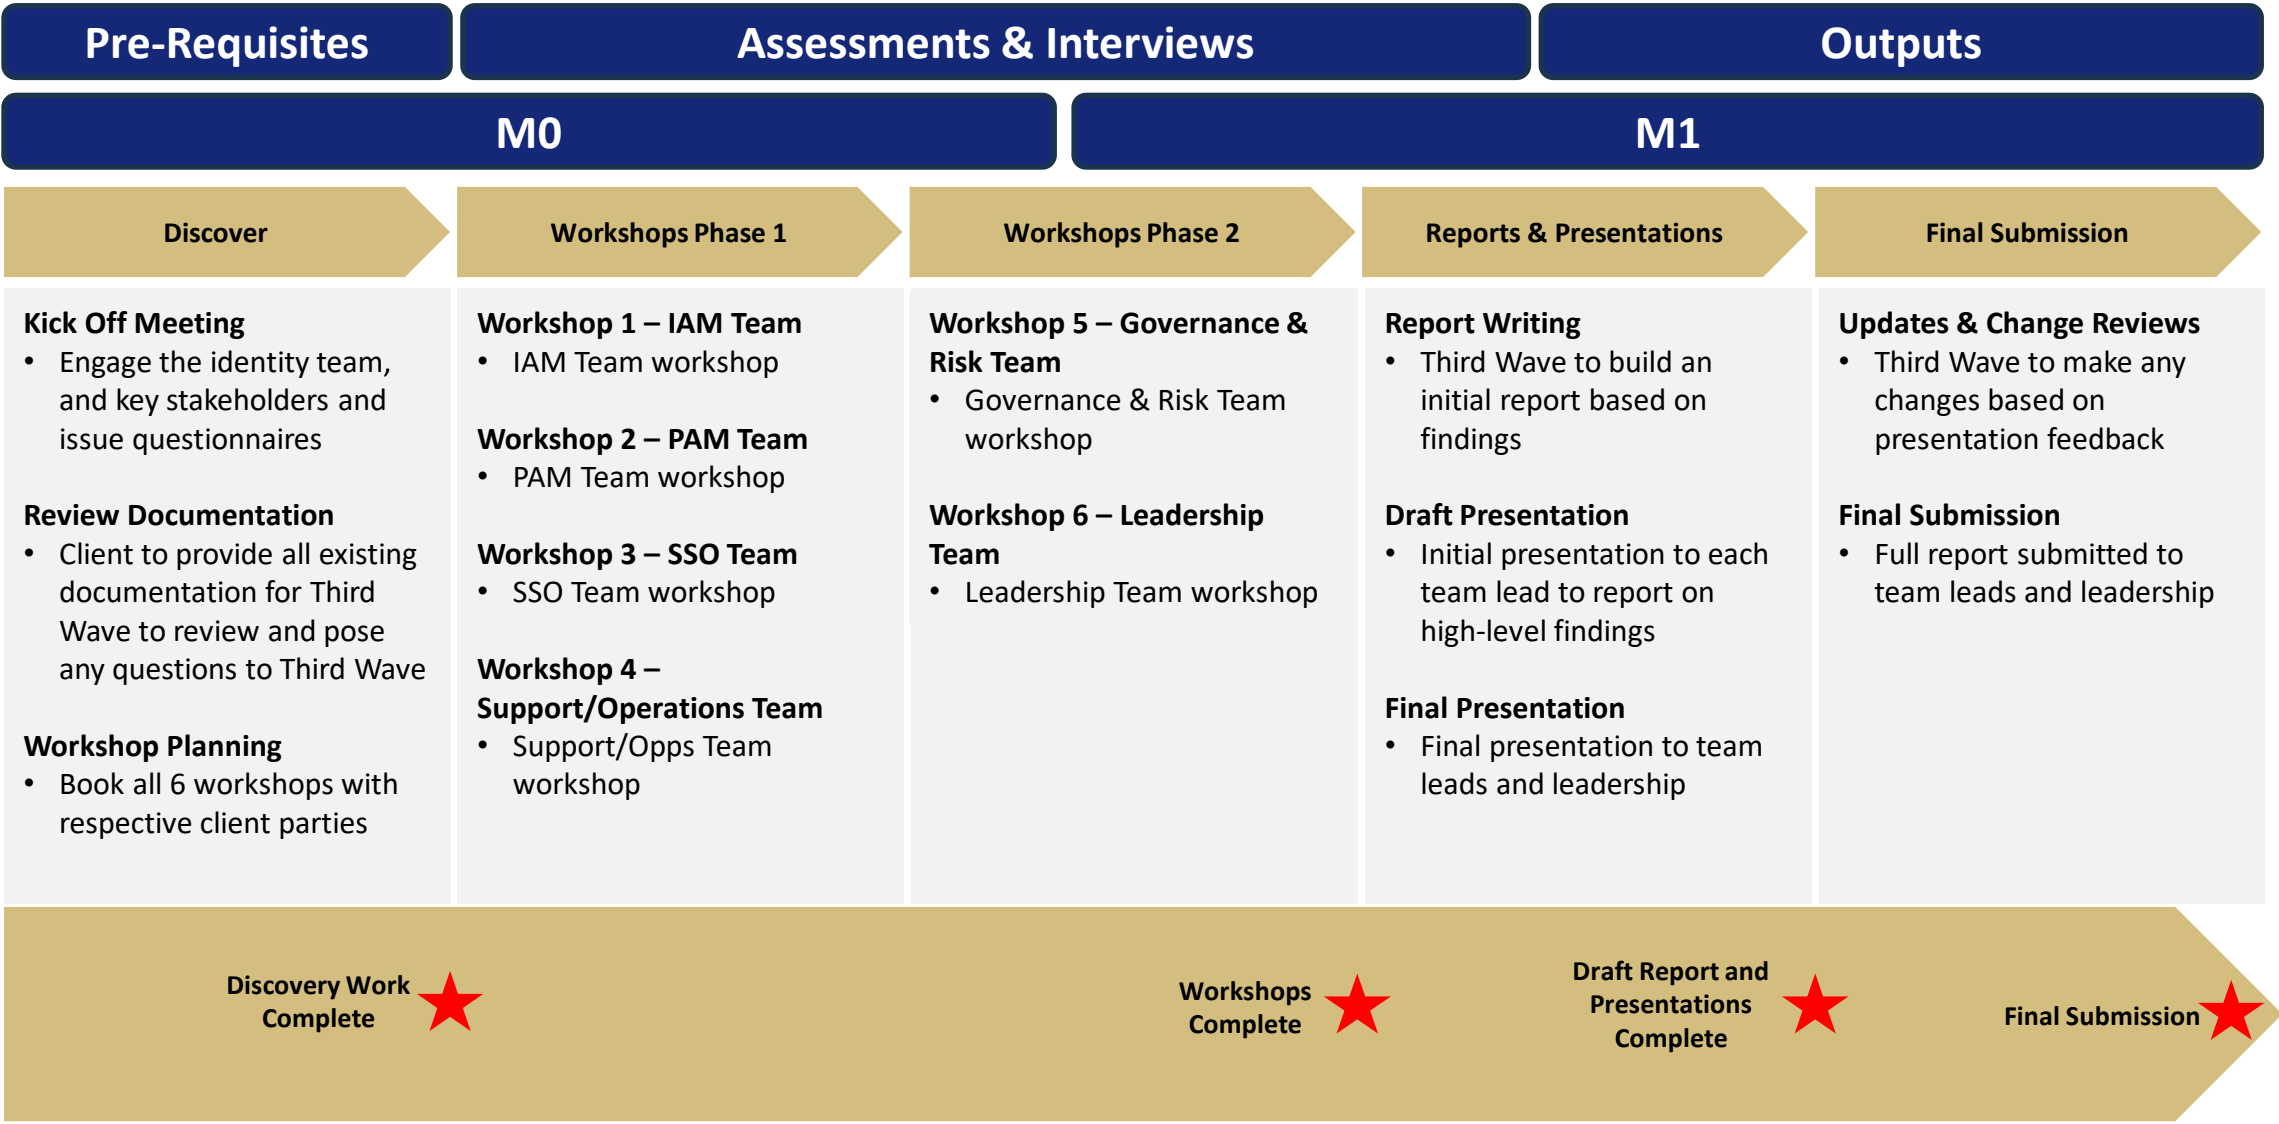 Pre-Requisites
Assessments & Interviews
Outputs
M0
M1
Discover
Workshops Phase 1
Workshops Phase 2
Reports & Presentations
Final Submission
Kick Off Meeting
• Engage the identity team,
and key stakeholders and
issue questionnaires
Review Documentation
• Client to provide all existing
documentation for Third
Wave to review and pose
any questions to Third Wave
Workshop Planning
• Book all 6 workshops with
respective client parties
Workshop 1 – IAM Team
• IAM Team workshop
Workshop 2 – PAM Team
• PAM Team workshop
Workshop 3 – SSO Team
• SSO Team workshop
Workshop 4 –
Support/Operations Team
• Support/Opps Team
workshop
Workshop 5 – Governance &
Risk Team
• Governance & Risk Team
workshop
Workshop 6 – Leadership
Team
• Leadership Team workshop
Report Writing
• Third Wave to build an
initial report based on
findings
Draft Presentation
• Initial presentation to each
team lead to report on
high-level findings
Final Presentation
• Final presentation to team
leads and leadership
Updates & Change Reviews
• Third Wave to make any
changes based on
presentation feedback
Final Submission
• Full report submitted to
team leads and leadership
Discovery Work
Complete
Workshops
Complete
Draft Report and
Presentations
Complete
Final Submission